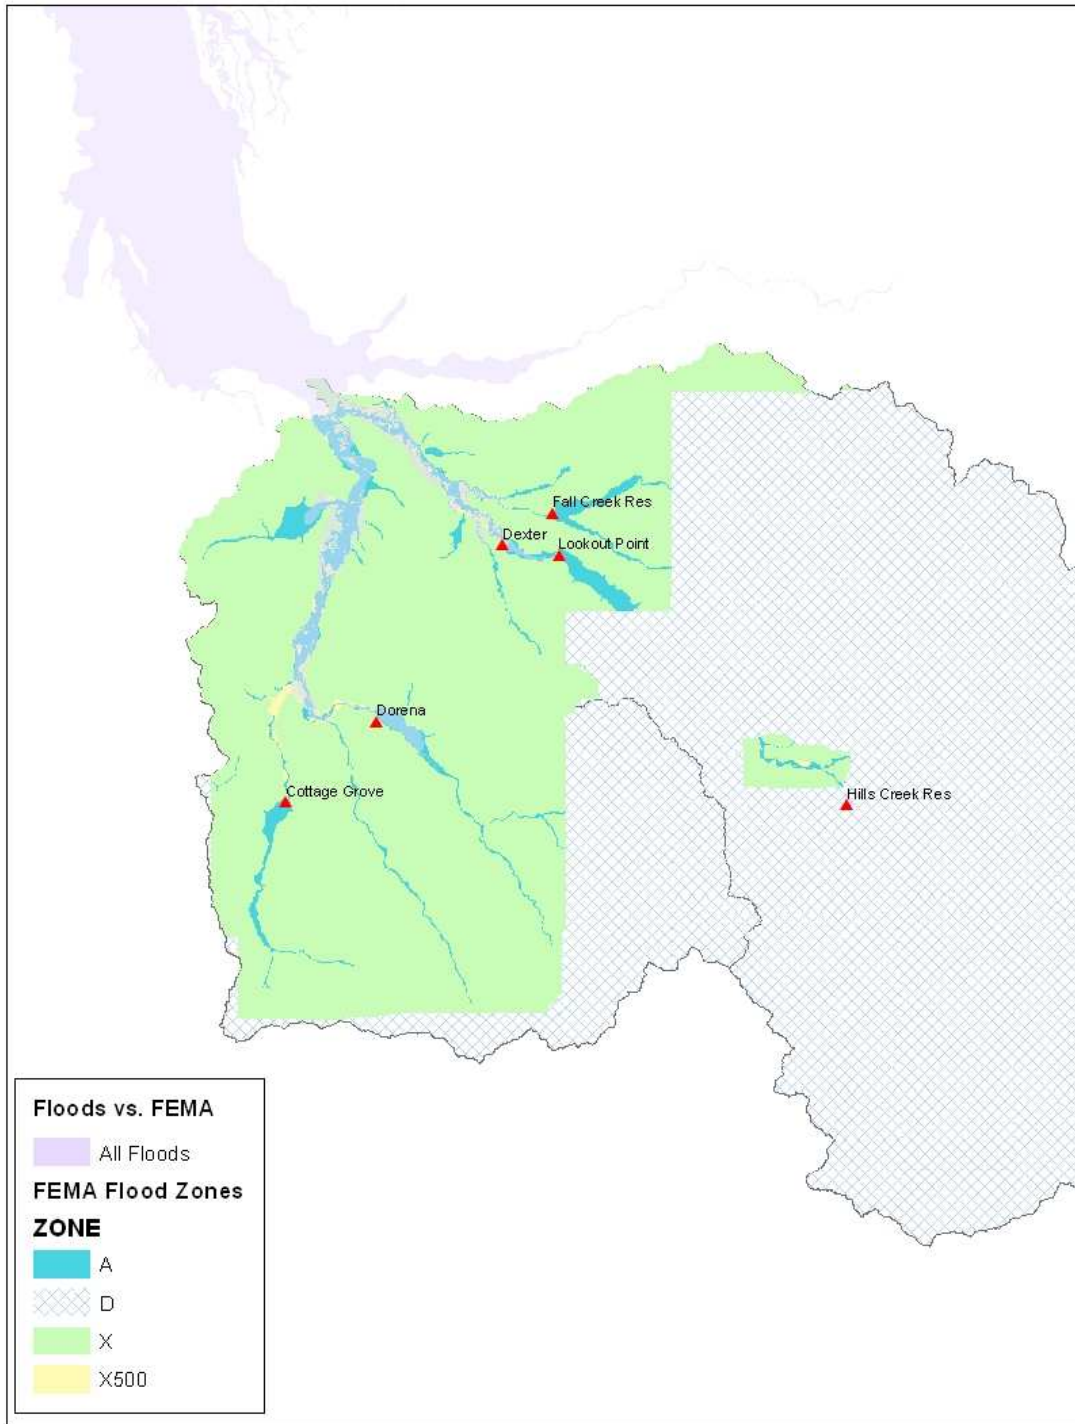 Fall Creek Res
Dexter
Lookout Point
Dorena
Cottage Grove
Hills Creek Res
Floods vs. FEMA
All Floods
FEMA Flood Zones
ZONE
A
D
X
X500